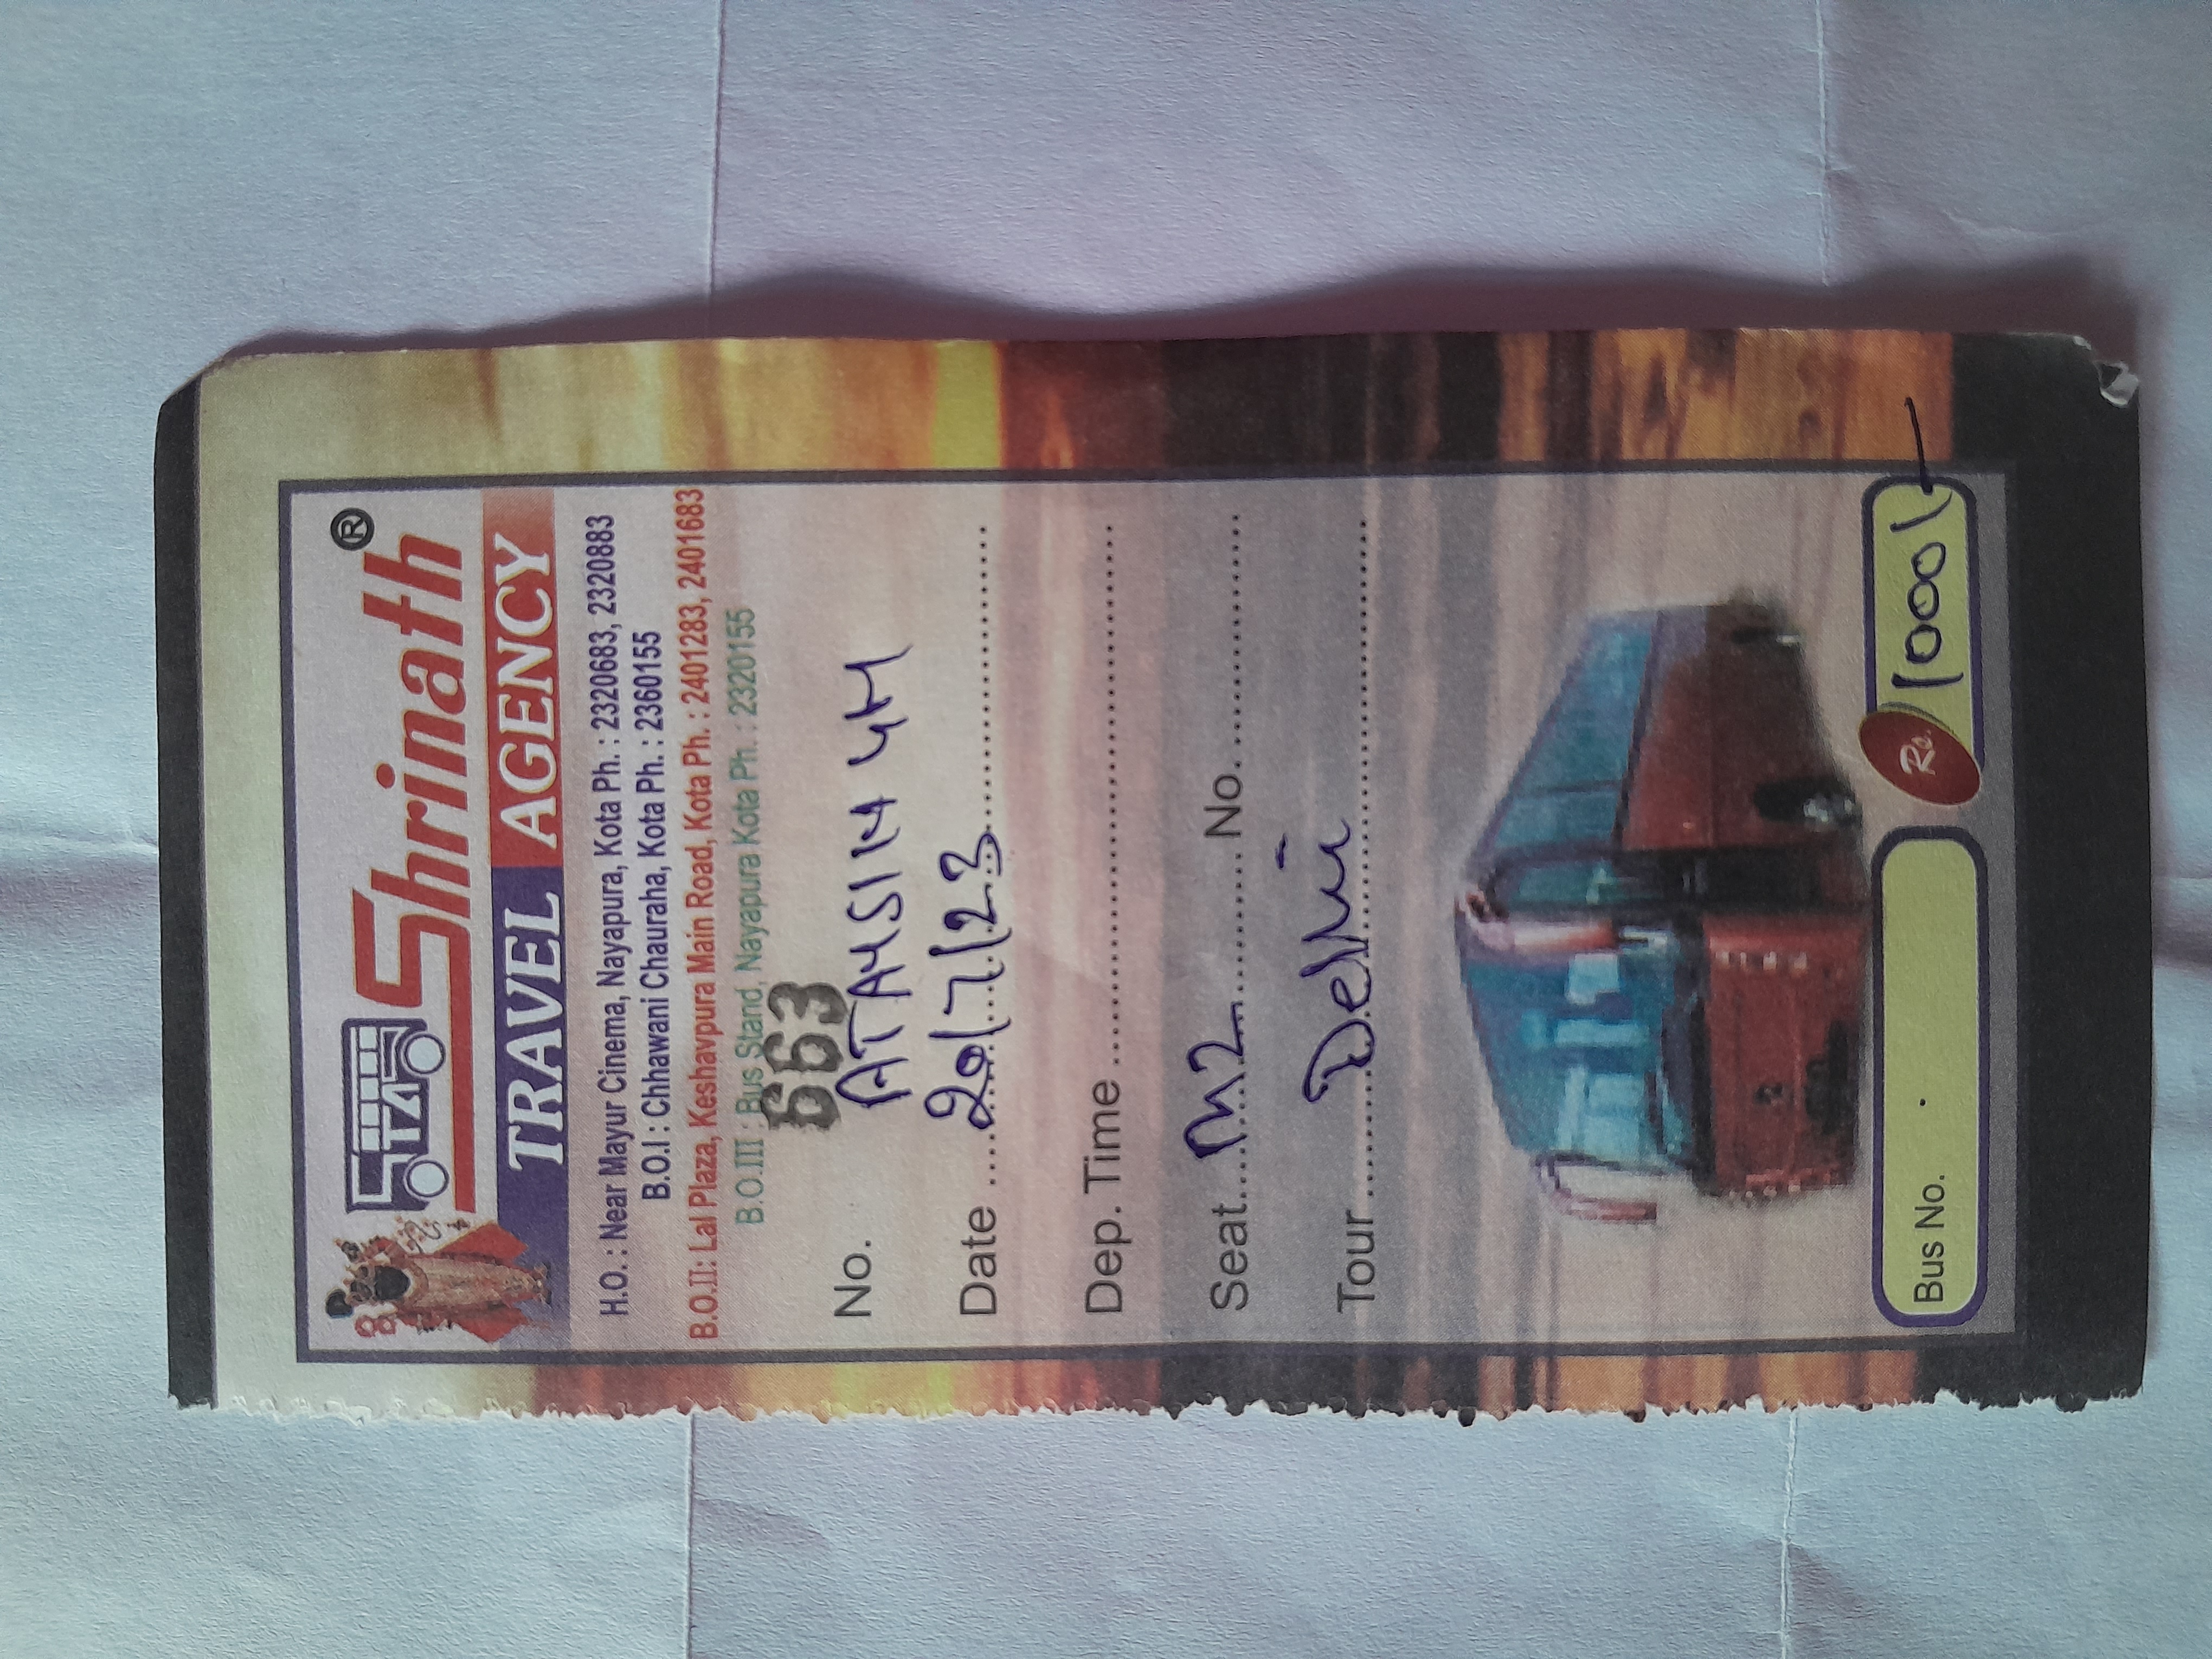 STA
Shrinath ®
TRAVEL AGENCY
H.O. : Near Mayur Cinema, Nayapura, Kota Ph. : 2320683, 2320883
B.O.I : Chhawani Chauraha, Kota Ph. : 2360155
B.O.II: Lal Plaza, Keshavpura Main Road, Kota Ph. : 2401283, 2401683
B.O.III : Bus Stand, Nayapura Kota Ph. : 2320155
No. 663
Date 20/7/23
Dep. Time
Seat M2 No.
Tour Delhi
Bus No. Rs. 1000/-